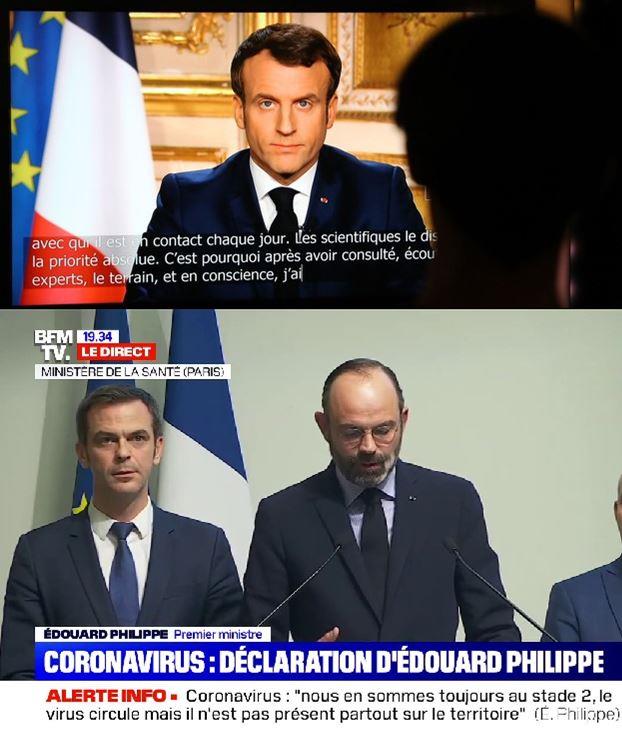 avec qui il est en contact chaque jour. Les scientifiques le dis
la priorité absolue. C'est pourquoi après avoir consulté, écou
experts, le terrain, et en conscience, j'ai
BFM 19.34
TV. LE DIRECT
MINISTÈRE DE LA SANTÉ (PARIS)
ÉDOUARD PHILIPPE Premier ministre
CORONAVIRUS : DÉCLARATION D'ÉDOUARD PHILIPPE
ALERTE INFO Coronavirus : "nous en sommes toujours au stade 2, le
virus circule mais il n'est pas présent partout sur le territoire" (É. Philippe)